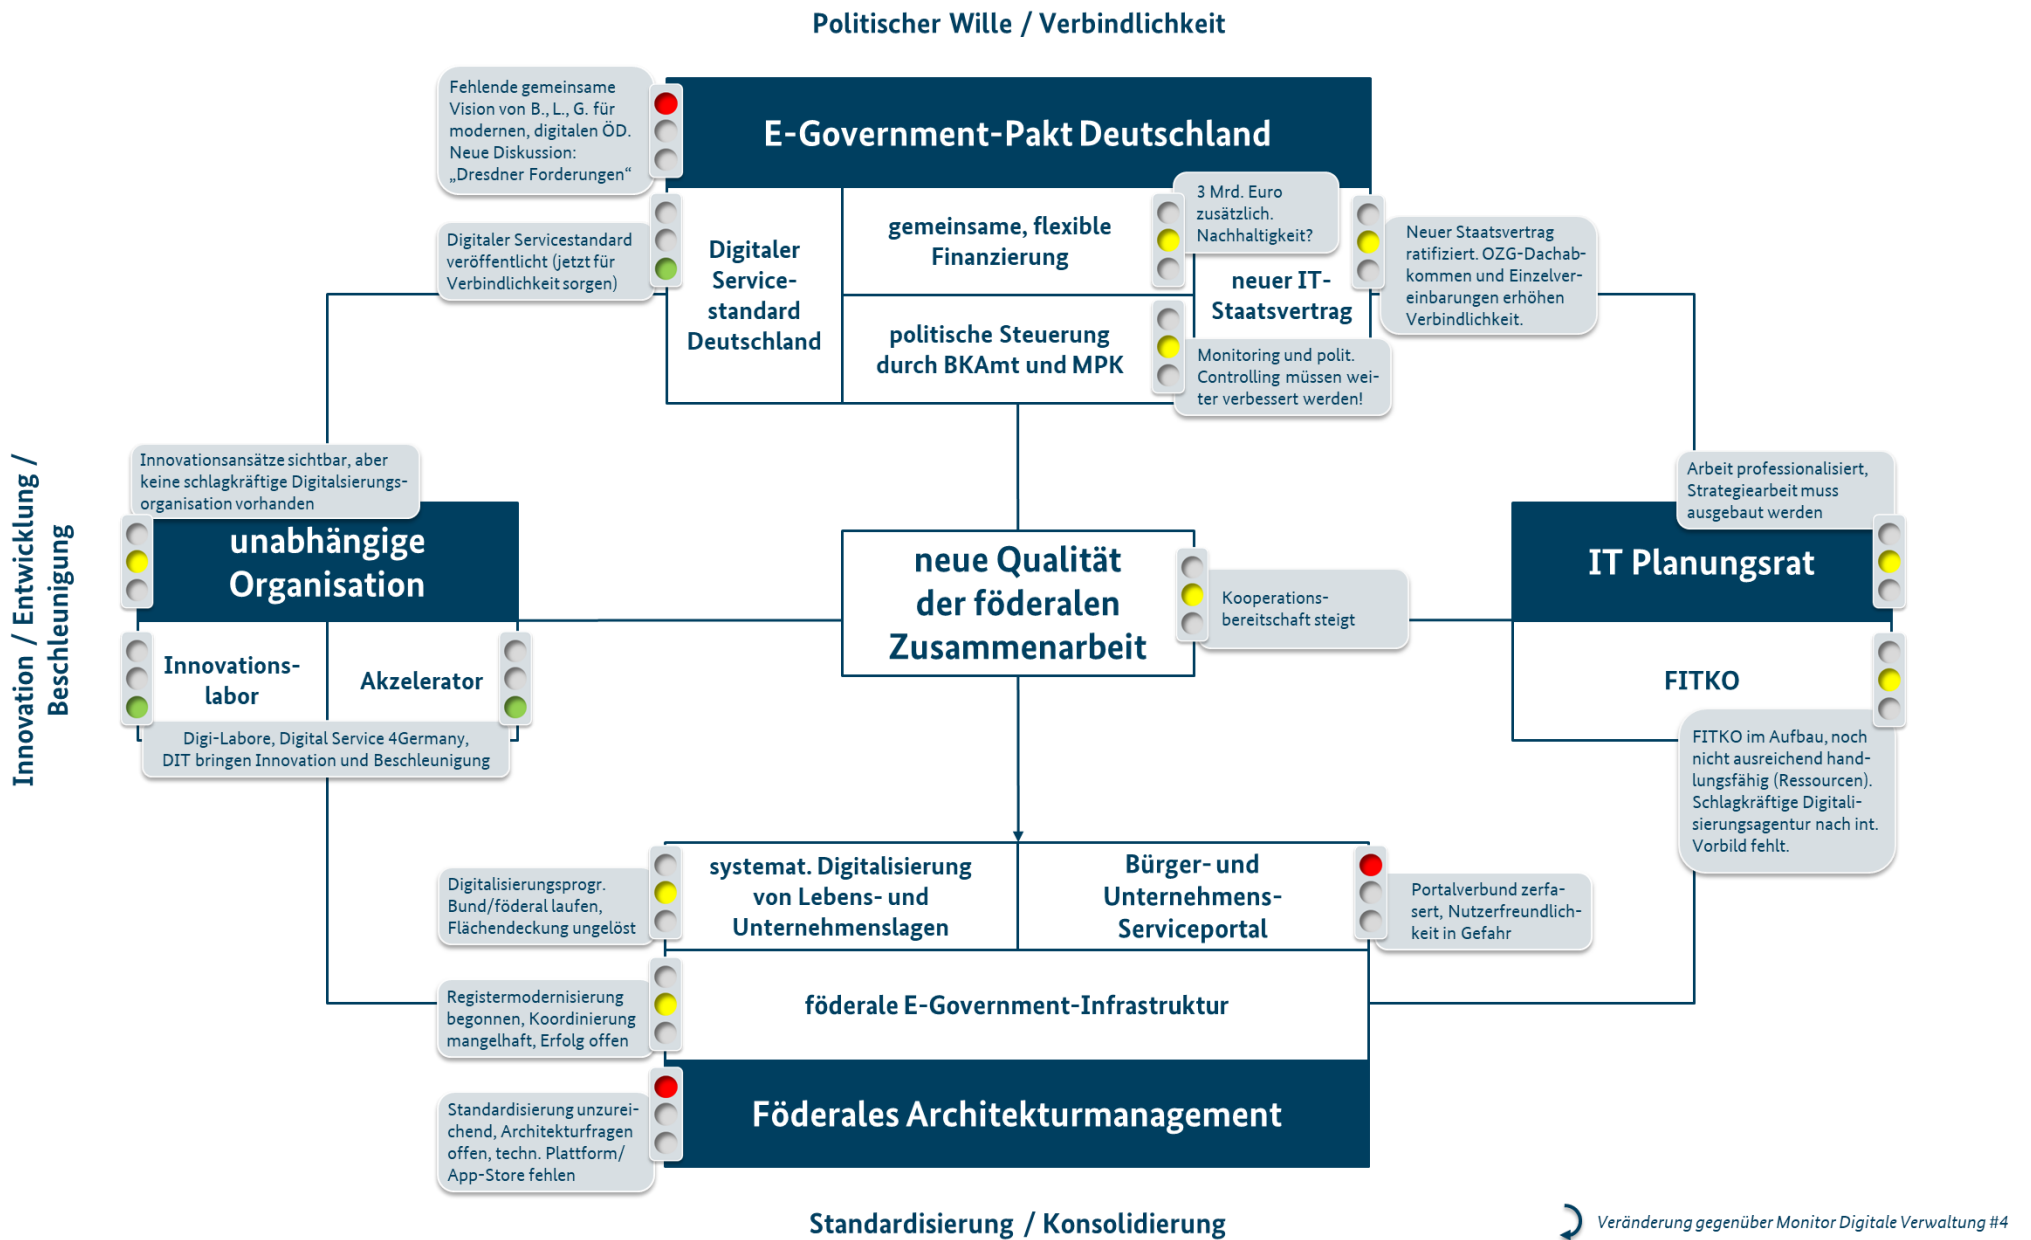 Politischer Wille / Verbindlichkeit
Fehlende gemeinsame
Vision von B., L., G. für
modernen, digitalen ÖD.
Neue Diskussion:
„Dresdner Forderungen“
E-Government-Pakt Deutschland
Digitaler Servicestandard
veröffentlicht (jetzt für
Verbindlichkeit sorgen)
Digitaler
Service-
standard
Deutschland
gemeinsame, flexible
Finanzierung
3 Mrd. Euro
zusätzlich.
Nachhaltigkeit?
neuer IT-
Staatsvertrag
Neuer Staatsvertrag
ratifiziert. OZG-Dachab-
kommen und Einzelver-
einbarungen erhöhen
Verbindlichkeit.
politische Steuerung
durch BKAmt und MPK
Monitoring und polit.
Controlling müssen wei-
ter verbessert werden!
Innovation / Entwicklung /
Beschleunigung
Innovationsansätze sichtbar, aber
keine schlagkräftige Digitalsierungs-
organisation vorhanden
unabhängige
Organisation
Innovations-
labor
Akzelerator
Digi-Labore, Digital Service 4Germany,
DIT bringen Innovation und Beschleunigung
neue Qualität
der föderalen
Zusammenarbeit
Kooperations-
bereitschaft steigt
Arbeit professionalisiert,
Strategiearbeit muss
ausgebaut werden
IT Planungsrat
FITKO
FITKO im Aufbau, noch
nicht ausreichend hand-
lungsfähig (Ressourcen).
Schlagkräftige Digitali-
sierungsagentur nach int.
Vorbild fehlt.
Digitalisierungsprogr.
Bund/föderal laufen,
Flächendeckung ungelöst
systemat. Digitalisierung
von Lebens- und
Unternehmenslagen
Bürger- und
Unternehmens-
Serviceportal
Portalverbund zerfa-
sert, Nutzerfreundlich-
keit in Gefahr
Registermodernisierung
begonnen, Koordinierung
mangelhaft, Erfolg offen
föderale E-Government-Infrastruktur
Standardisierung unzurei-
chend, Architekturfragen
offen, techn. Plattform/
App-Store fehlen
Föderales Architekturmanagement
Standardisierung / Konsolidierung
Veränderung gegenüber Monitor Digitale Verwaltung #4